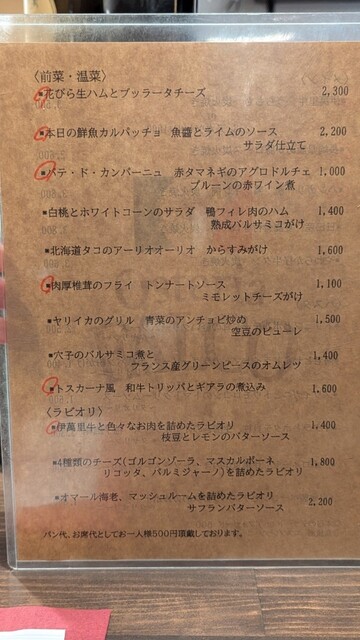 〈前菜・温菜〉
■花びら生ハムとブッラータチーズ 2,300
■本日の鮮魚カルパッチョ 魚醬とライムのソース 2,200
サラダ仕立て
■パテ・ド・カンパーニュ 赤タマネギのアグロドルチェ 1,000
プルーンの赤ワイン煮
■白桃とホワイトコーンのサラダ 鴨フィレ肉のハム 1,400
熟成バルサミコがけ
■北海道タコのアーリオオーリオ からすみがけ 1,600
■肉厚椎茸のフライ トンナートソース 1,100
ミモレットチーズがけ
■ヤリイカのグリル 青菜のアンチョビ炒め 1,500
空豆のピューレ
■穴子のバルサミコ煮と 1,400
フランス産グリーンピースのオムレツ
■トスカーナ風 和牛トリッパとギアラの煮込み 1,600
〈ラビオリ〉
■伊萬里牛と色々なお肉を詰めたラビオリ 1,400
枝豆とレモンのバターソース
■4種類のチーズ(ゴルゴンゾーラ、マスカルポーネ 1,800
リコッタ、パルミジャーノ)を詰めたラビオリ
■オマール海老、マッシュルームを詰めたラビオリ 2,200
サフランバターソース
パン代、お席代としてお一人様500円頂戴しております。